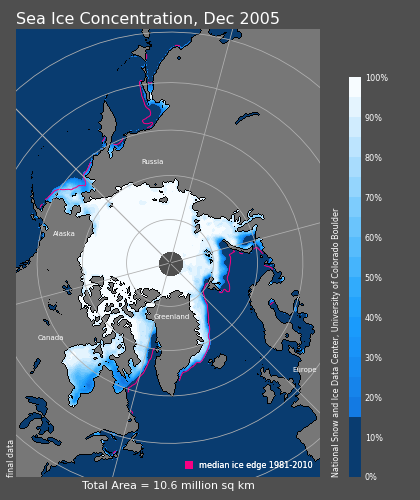 Sea Ice Concentration, Dec 2005
Russia
Alaska
Greenland
Canada
Europe
median ice edge 1981-2010
Total Area = 10.6 million sq km
final data
National Snow and Ice Data Center, University of Colorado Boulder
100%
90%
80%
70%
60%
50%
40%
30%
20%
10%
0%